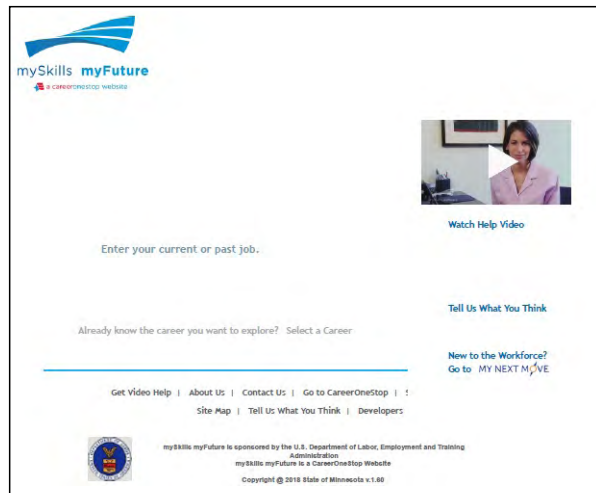 mySkills myFuture
a careeronestop website
Watch Help Video
Enter your current or past job.
Tell Us What You Think
Already know the career you want to explore? Select a Career
New to the Workforce?
Go to MY NEXT MOVE
Get Video Help | About Us | Contact Us | Go to CareerOneStop |
Site Map | Tell Us What You Think | Developers
mySkills myFuture is sponsored by the U.S. Department of Labor, Employment and Training
Administration
mySkills myFuture is a CareerOneStop Website
Copyright @ 2018 State of Minnesota v.1.60